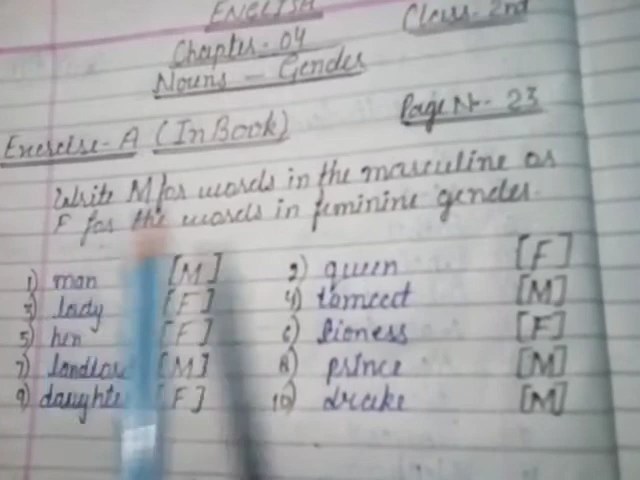 ENGLISH Class - 2nd
Chapter - 04
Nouns - Gender
Page Nr - 23
Exercise - A (In Book)
Write M for words in the masculine or
F for the words in feminine gender.
1) man [M] 2) queen [F]
3) lady [F] 4) tomcat [M]
5) hen [F] 6) lioness [F]
7) landlord [M] 8) prince [M]
9) daughte [F] 10) drake [M]